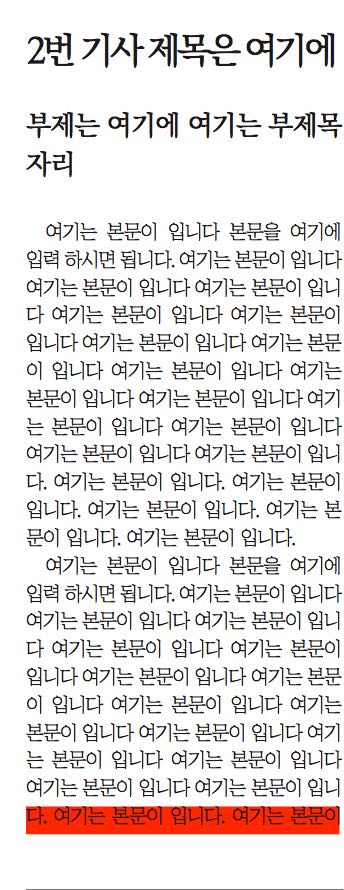 2번 기사 제목은 여기에
부제는 여기에 여기는 부제목
자리
여기는 본문이 입니다 본문을 여기에
입력 하시면 됩니다. 여기는 본문이 입니다
여기는 본문이 입니다 여기는 본문이 입니
다 여기는 본문이 입니다 여기는 본문이
입니다 여기는 본문이 입니다 여기는 본문
이 입니다 여기는 본문이 입니다 여기는
본문이 입니다 여기는 본문이 입니다 여기
는 본문이 입니다 여기는 본문이 입니다
여기는 본문이 입니다 여기는 본문이 입니
다. 여기는 본문이 입니다. 여기는 본문이
입니다. 여기는 본문이 입니다. 여기는 본
문이 입니다. 여기는 본문이 입니다.
여기는 본문이 입니다 본문을 여기에
입력 하시면 됩니다. 여기는 본문이 입니다
여기는 본문이 입니다 여기는 본문이 입니
다 여기는 본문이 입니다 여기는 본문이
입니다 여기는 본문이 입니다 여기는 본문
이 입니다 여기는 본문이 입니다 여기는
본문이 입니다 여기는 본문이 입니다 여기
는 본문이 입니다 여기는 본문이 입니다
여기는 본문이 입니다 여기는 본문이 입니
다. 여기는 본문이 입니다. 여기는 본문이